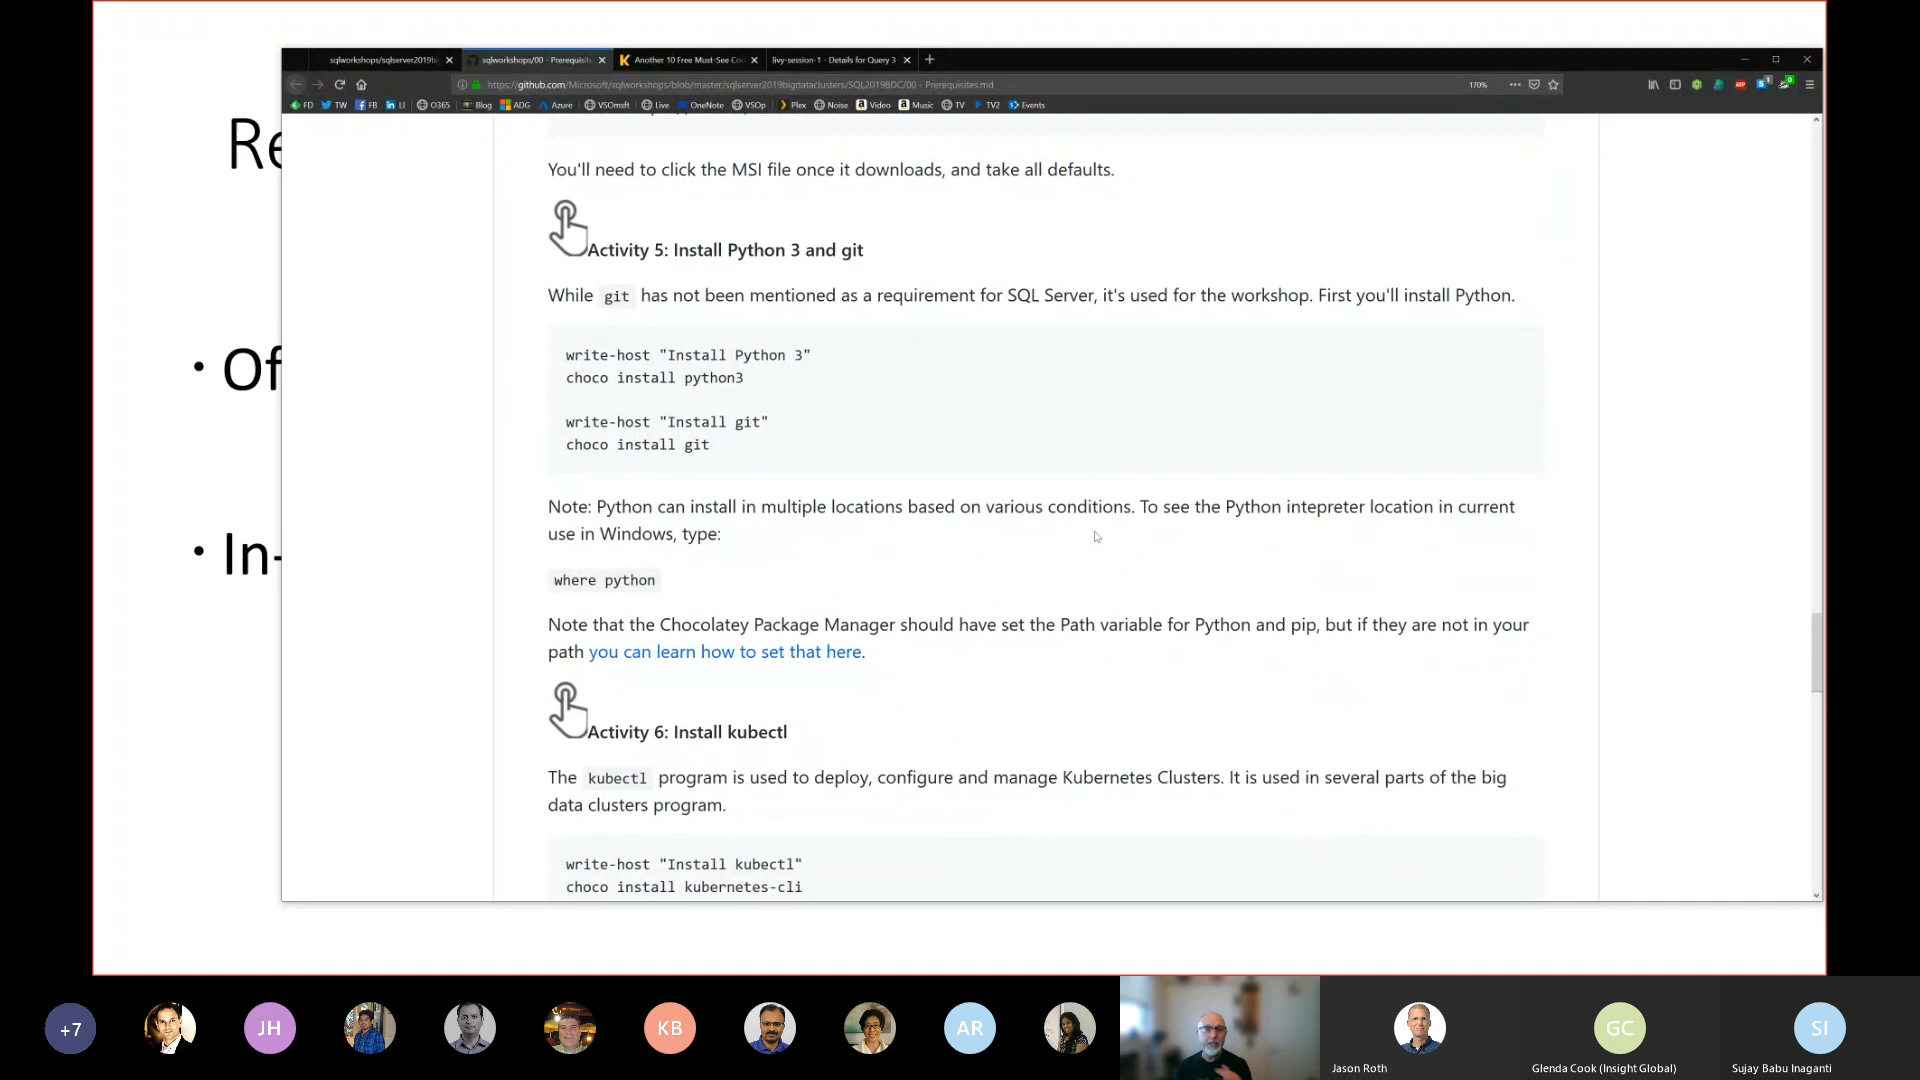 sqlworkshops/sqlserver2019bi
sqlworkshops/00 - Prerequisite
Another 10 Free Must-See Cou
livy-session-1 - Details for Query 3
https://github.com/Microsoft/sqlworkshops/blob/master/sqlserver2019bigdataclusters/SQL2019BDC/00 - Prerequisites.md
170%
FD TW FB LI O365 Blog ADG Azure VSOmsft Live OneNote VSOp Plex Noise Video Music TV TV2 Events
Re
• Of
• In-
You'll need to click the MSI file once it downloads, and take all defaults.
Activity 5: Install Python 3 and git
While git has not been mentioned as a requirement for SQL Server, it's used for the workshop. First you'll install Python.
write-host "Install Python 3"
choco install python3
write-host "Install git"
choco install git
Note: Python can install in multiple locations based on various conditions. To see the Python intepreter location in current
use in Windows, type:
where python
Note that the Chocolatey Package Manager should have set the Path variable for Python and pip, but if they are not in your
path you can learn how to set that here.
Activity 6: Install kubectl
The kubectl program is used to deploy, configure and manage Kubernetes Clusters. It is used in several parts of the big
data clusters program.
write-host "Install kubectl"
choco install kubernetes-cli
+7
JH
KB
AR
GC
SI
Jason Roth
Glenda Cook (Insight Global)
Sujay Babu Inaganti